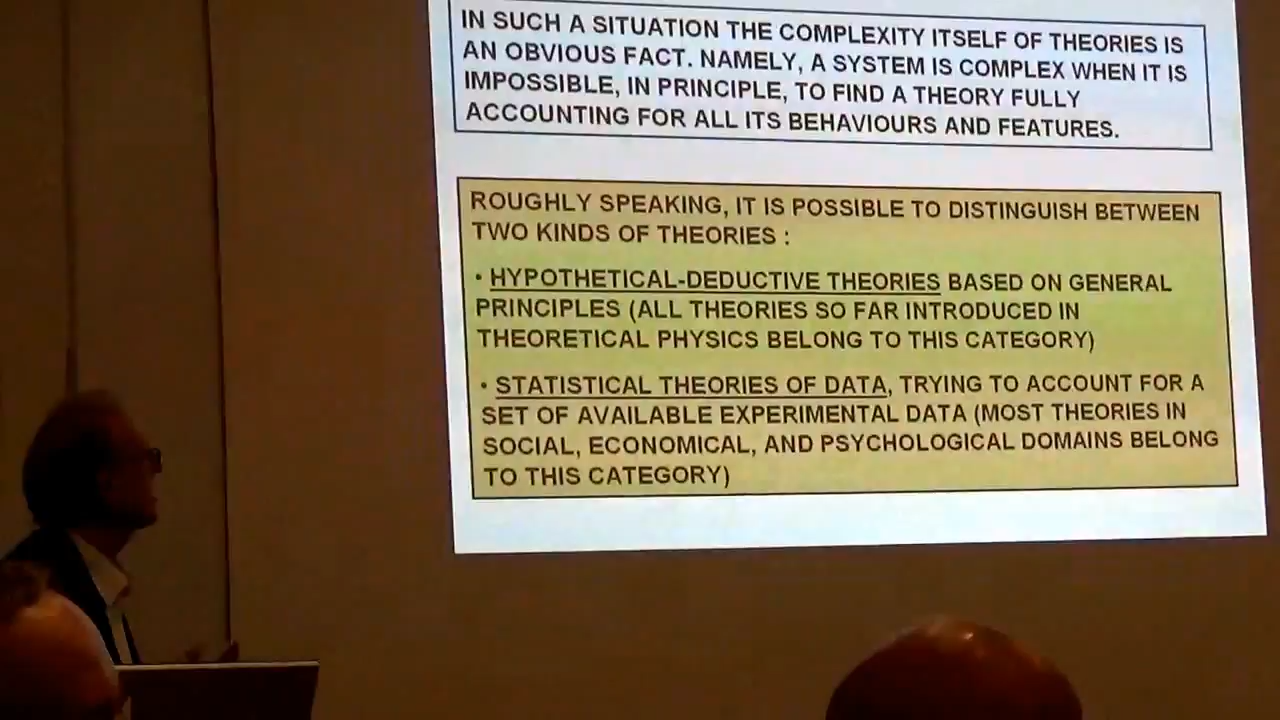 IN SUCH A SITUATION THE COMPLEXITY ITSELF OF THEORIES IS
AN OBVIOUS FACT. NAMELY, A SYSTEM IS COMPLEX WHEN IT IS
IMPOSSIBLE, IN PRINCIPLE, TO FIND A THEORY FULLY
ACCOUNTING FOR ALL ITS BEHAVIOURS AND FEATURES.
ROUGHLY SPEAKING, IT IS POSSIBLE TO DISTINGUISH BETWEEN
TWO KINDS OF THEORIES :
• HYPOTHETICAL-DEDUCTIVE THEORIES BASED ON GENERAL
PRINCIPLES (ALL THEORIES SO FAR INTRODUCED IN
THEORETICAL PHYSICS BELONG TO THIS CATEGORY)
• STATISTICAL THEORIES OF DATA, TRYING TO ACCOUNT FOR A
SET OF AVAILABLE EXPERIMENTAL DATA (MOST THEORIES IN
SOCIAL, ECONOMICAL, AND PSYCHOLOGICAL DOMAINS BELONG
TO THIS CATEGORY)